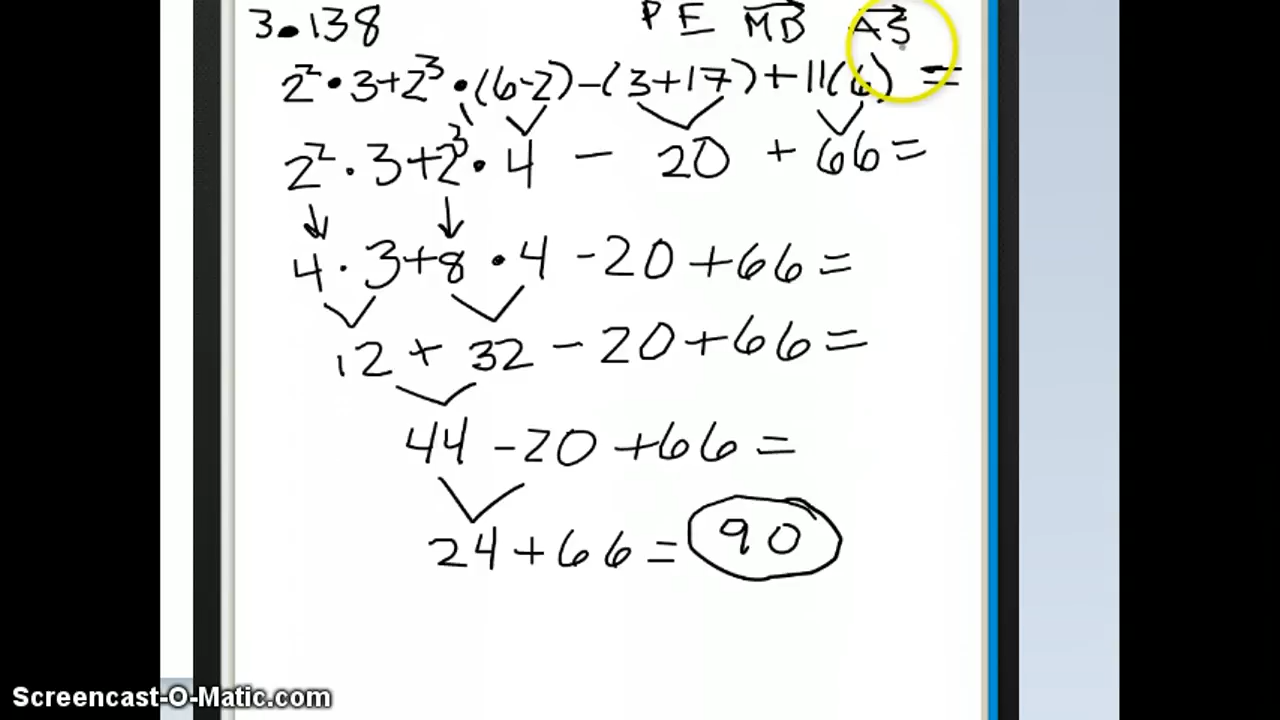 3•138
P E MB AS
2² • 3 + 2³ • (6-2) - (3+17) + 11(6) =
2² · 3 + 2³ · 4 - 20 + 66 =
4 · 3 + 8 • 4 - 20 + 66 =
12 + 32 - 20 + 66 =
44 - 20 + 66 =
24 + 66 = 90
Screencast-O-Matic.com